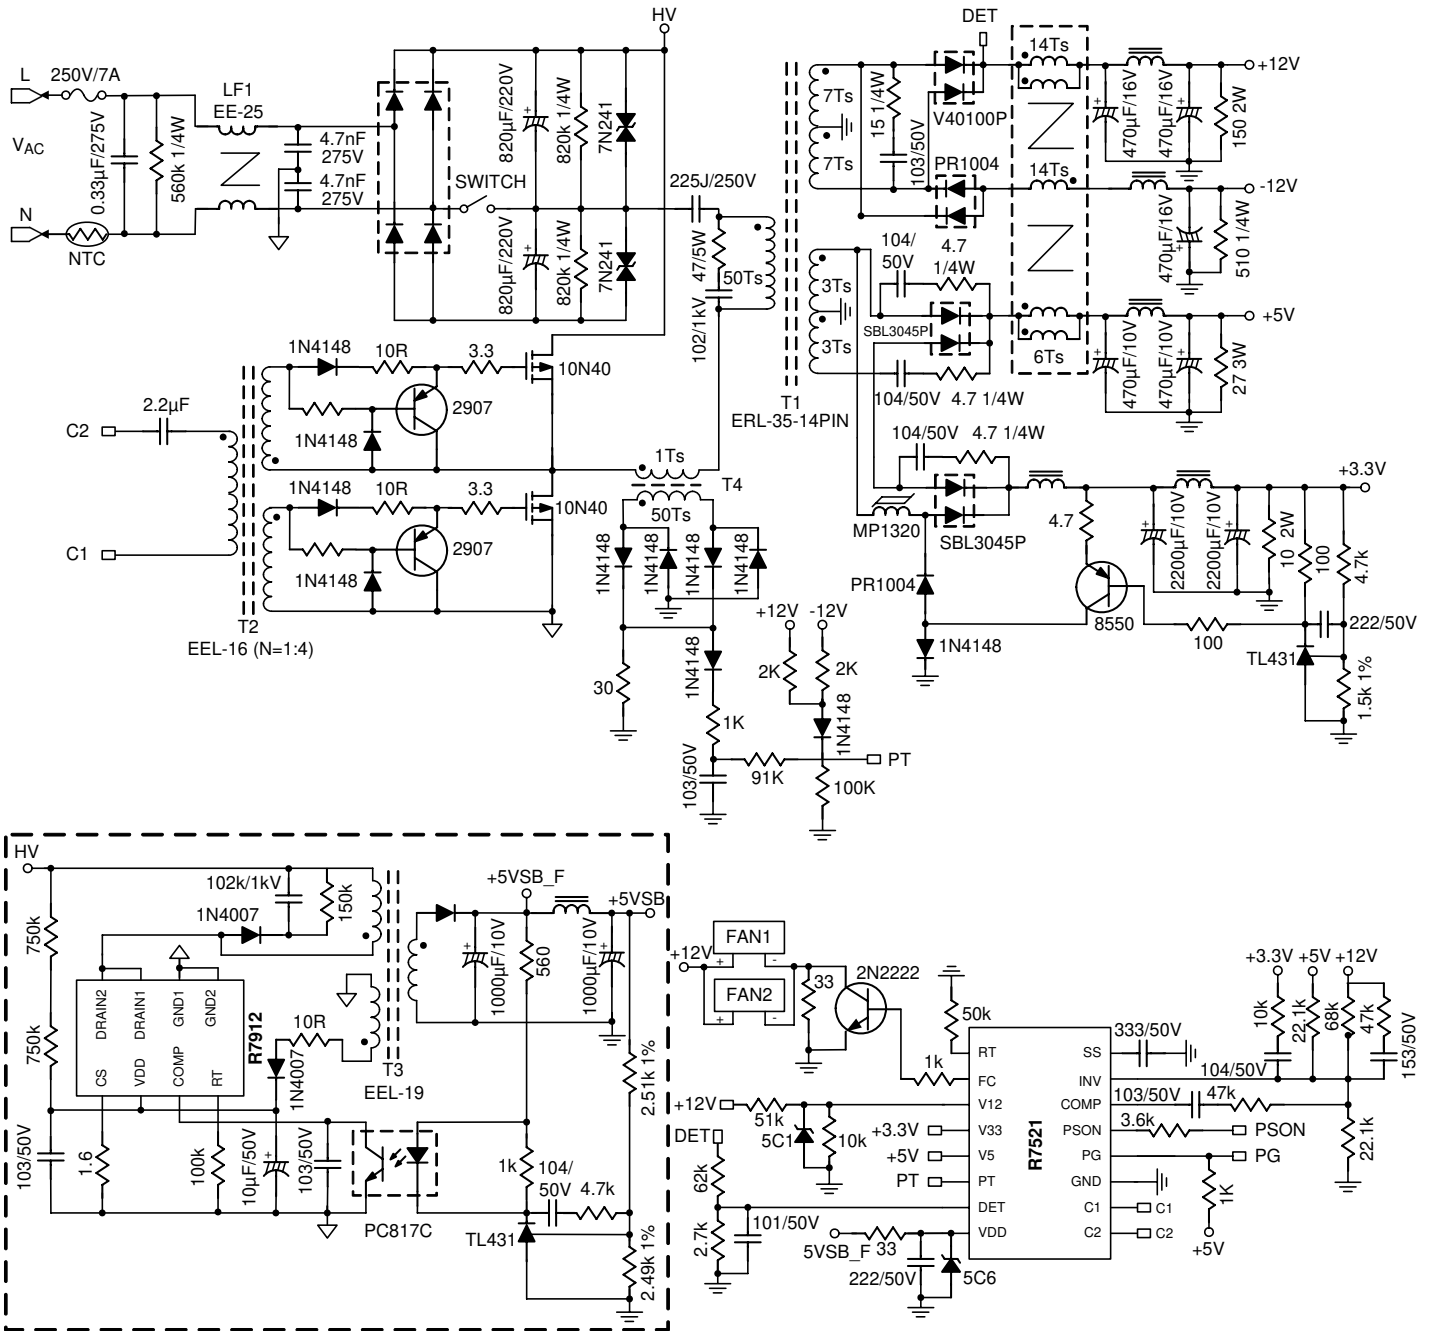 HV
DET
L
250V/7A
LF1
EE-25
VAC
0.33µF/275V
560k 1/4W
4.7nF
275V
4.7nF
275V
N
NTC
SWITCH
820µF/220V
820k 1/4W
7N241
820µF/220V
820k 1/4W
7N241
225J/250V
47/5W
50Ts
102/1kV
7Ts
7Ts
15 1/4W
103/50V
V40100P
PR1004
14Ts
14Ts
470µF/16V
470µF/16V
150 2W
+12V
-12V
470µF/16V
510 1/4W
3Ts
3Ts
104/
50V
4.7
1/4W
SBL3045P
104/50V
4.7 1/4W
6Ts
470µF/10V
470µF/10V
27 3W
+5V
T1
ERL-35-14PIN
1N4148
10R
3.3
10N40
2907
1N4148
C2
2.2µF
1N4148
10R
3.3
10N40
2907
1N4148
C1
T2
EEL-16 (N=1:4)
1Ts
T4
50Ts
1N4148
1N4148
1N4148
1N4148
30
1N4148
1K
103/50V
91K
+12V
-12V
2K
2K
1N4148
100K
PT
104/50V
4.7 1/4W
MP1320
SBL3045P
PR1004
1N4148
4.7
8550
100
2200µF/10V
2200µF/10V
10 2W
100
4.7k
+3.3V
222/50V
TL431
1.5k 1%
HV
102k/1kV
150k
1N4007
750k
750k
DRAIN2
DRAIN1
GND1
GND2
CS
VDD
COMP
RT
R7912
10R
1N4007
T3
EEL-19
+5VSB_F
+5VSB
1000µF/10V
560
1000µF/10V
2.51k 1%
103/50V
1.6
100k
10µF/50V
103/50V
PC817C
1k
104/
50V
4.7k
TL431
2.49k 1%
+12V
FAN1
+
-
FAN2
+
-
33
2N2222
50k
1k
+12V
51k
5C1
10k
+3.3V
+5V
PT
DET
62k
2.7k
101/50V
5VSB_F
33
222/50V
5C6
RT
FC
V12
V33
V5
PT
DET
VDD
R7521
SS
INV
COMP
PSON
PG
GND
C1
C2
333/50V
104/50V
103/50V
47k
3.6k
PSON
PG
1K
+5V
C1
C2
+3.3V
+5V
+12V
10k
22.1k
68k
47k
153/50V
22.1k